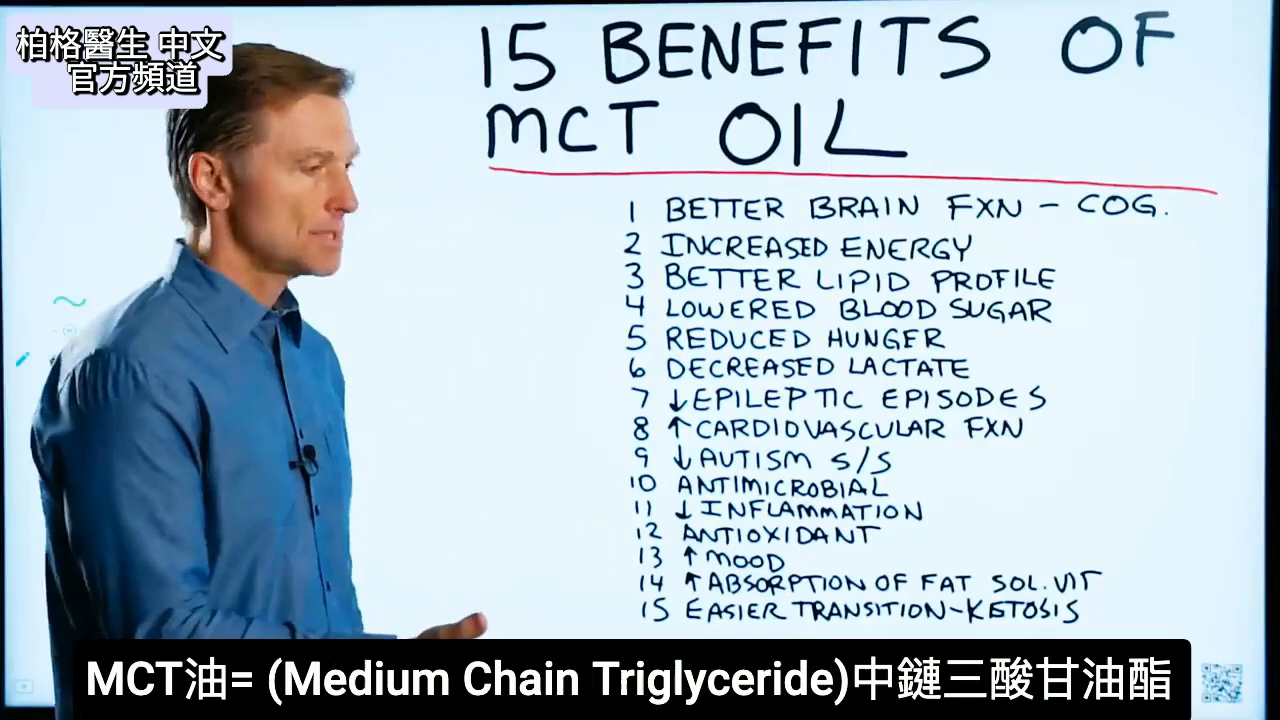 柏格醫生 中文
官方頻道
15 BENEFITS OF
MCT OIL
1 BETTER BRAIN FXN - COG.
2 INCREASED ENERGY
3 BETTER LIPID PROFILE
4 LOWERED BLOOD SUGAR
5 REDUCED HUNGER
6 DECREASED LACTATE
7 ↓EPILEPTIC EPISODES
8 ↑CARDIOVASCULAR FXN
9 ↓AUTISM S/S
10 ANTIMICROBIAL
11 ↓INFLAMMATION
12 ANTIOXIDANT
13 ↑MOOD
14 ↑ABSORPTION OF FAT SOL. VIT
15 EASIER TRANSITION-KETOSIS
MCT油= (Medium Chain Triglyceride)中鏈三酸甘油酯